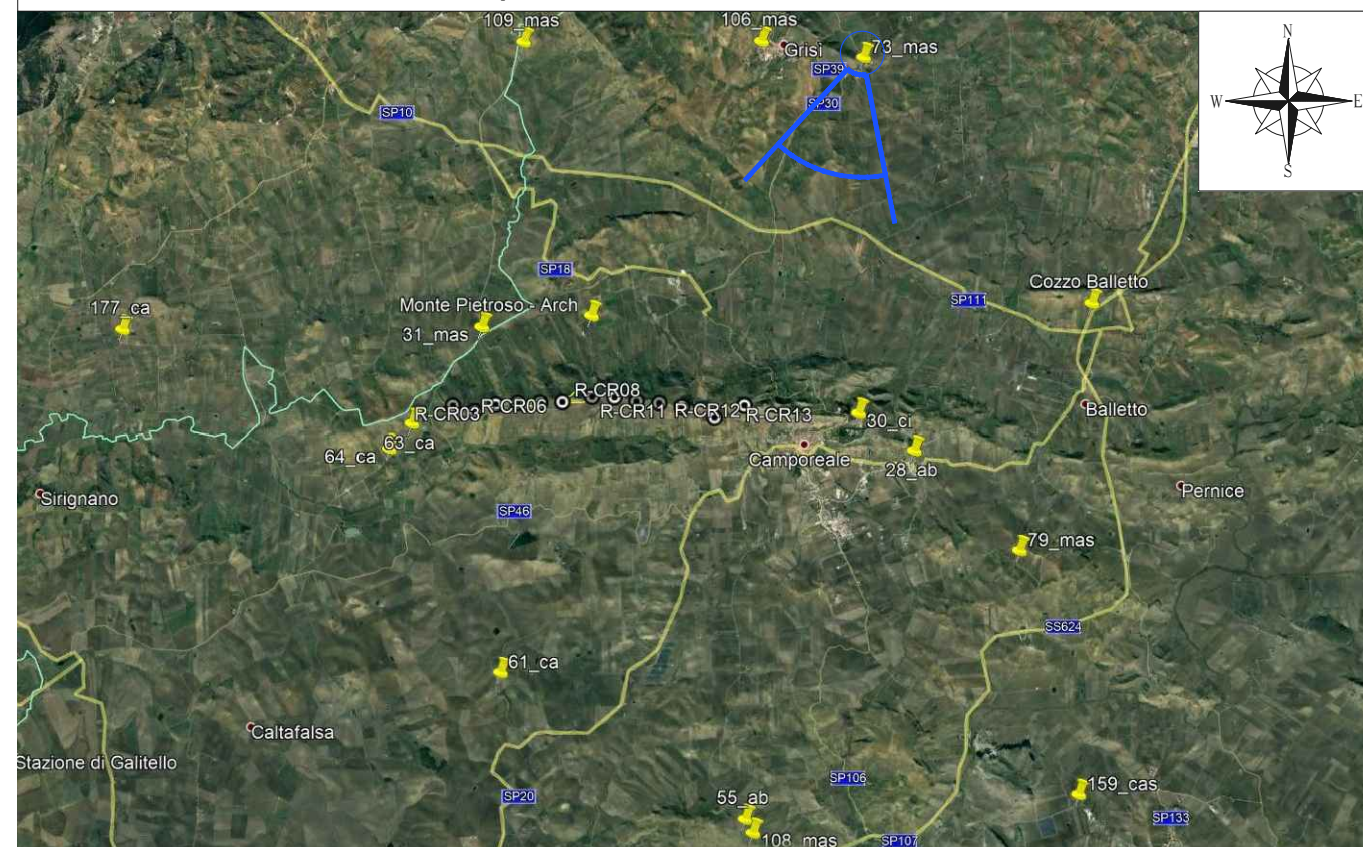 109_mas
106_mas
Grisì
73_mas
SP39
SP30
SP10
N
W
E
S
SP18
Cozzo Balletto
SP111
177_ca
Monte Pietroso - Arch
31_mas
R-CR08
R-CR03
R-CR06
R-CR11
R-CR12
R-CR13
30_ci
Balletto
63_ca
64_ca
Camporeale
28_ab
Sirignano
Pernice
SP46
79_mas
SS624
61_ca
Caltafalsa
Stazione di Galitello
SP106
159_cas
SP20
55_ab
SP133
108_mas
SP107